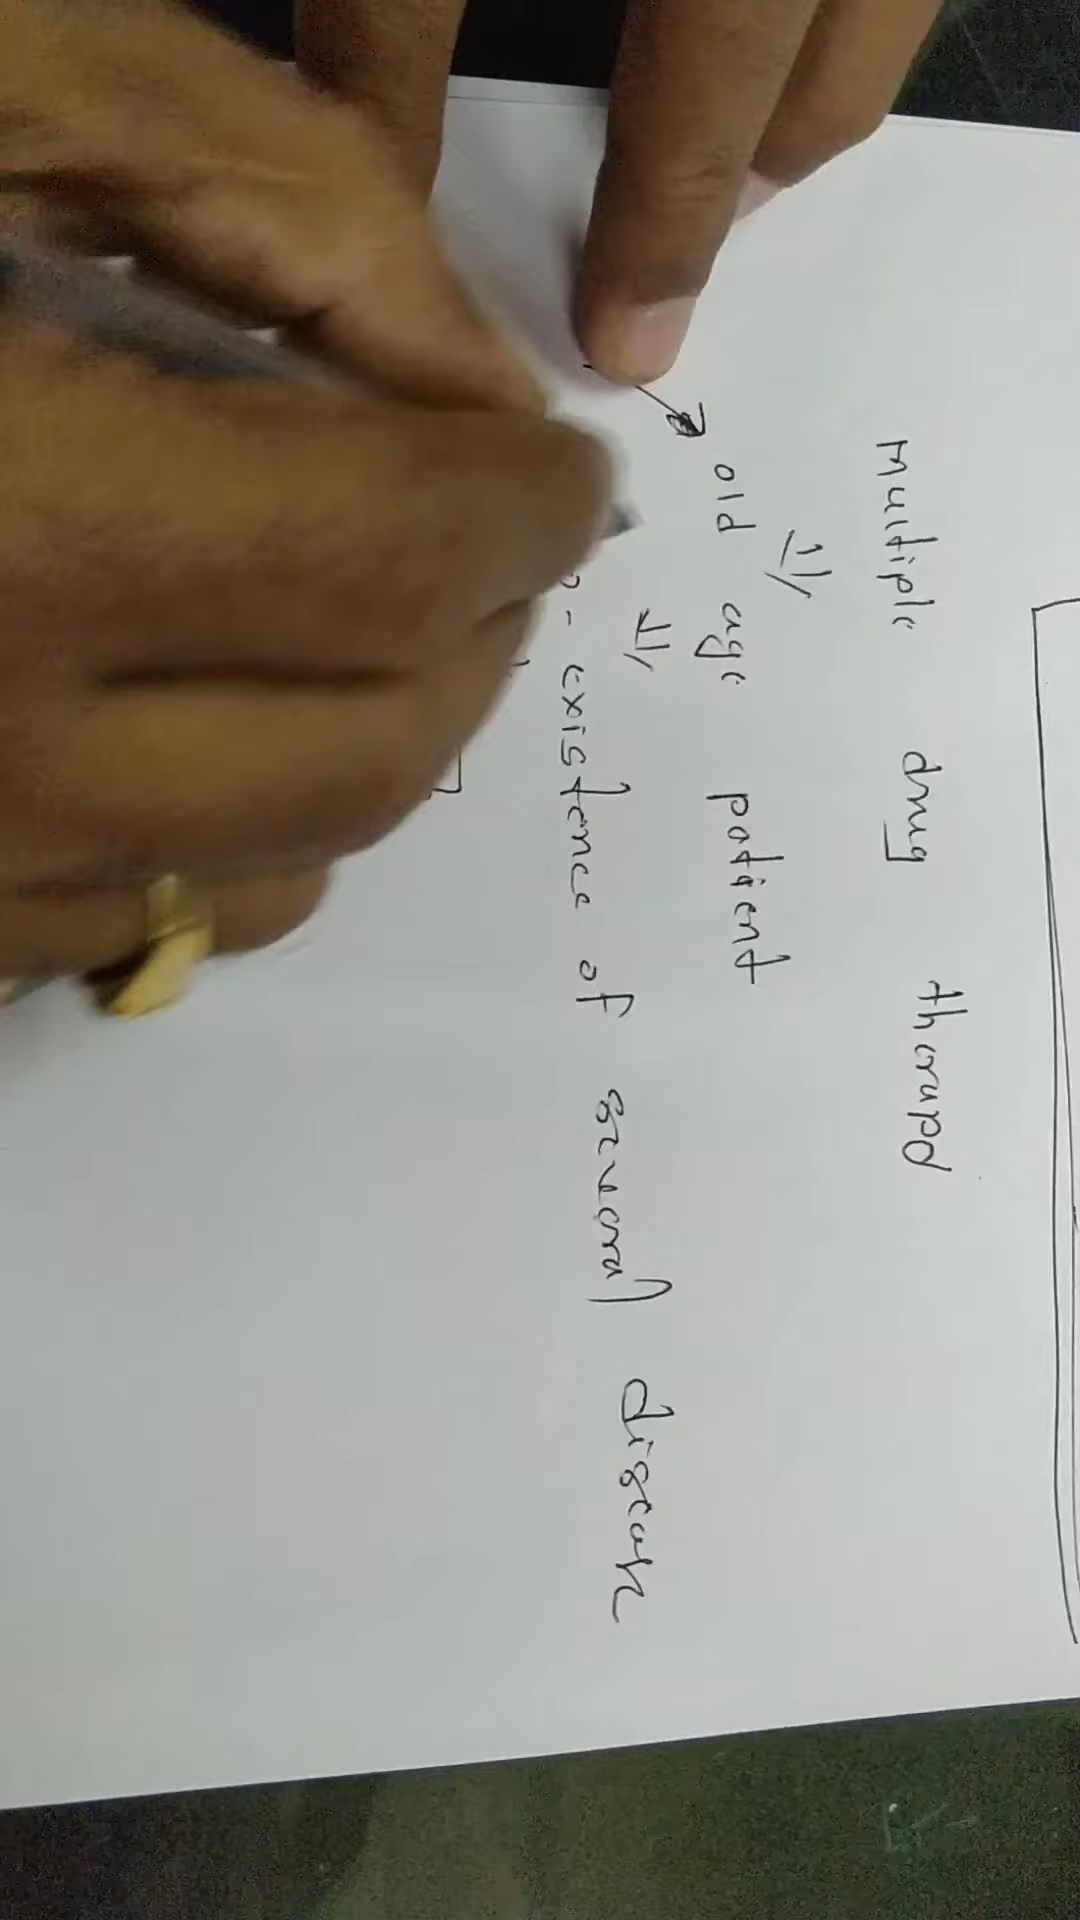 Multiple drug therapy
old age patient
- existence of several disease